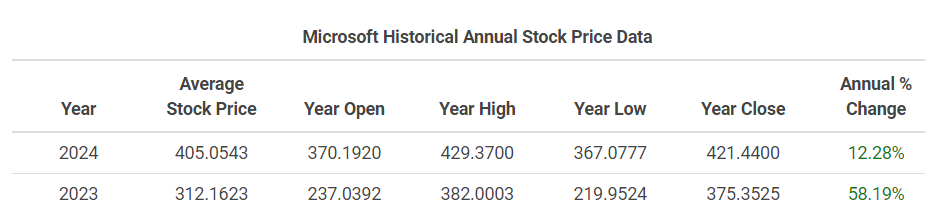 Microsoft Historical Annual Stock Price Data
Year Average Stock Price Year Open Year High Year Low Year Close Annual % Change
2024 405.0543 370.1920 429.3700 367.0777 421.4400 12.28%
2023 312.1623 237.0392 382.0003 219.9524 375.3525 58.19%